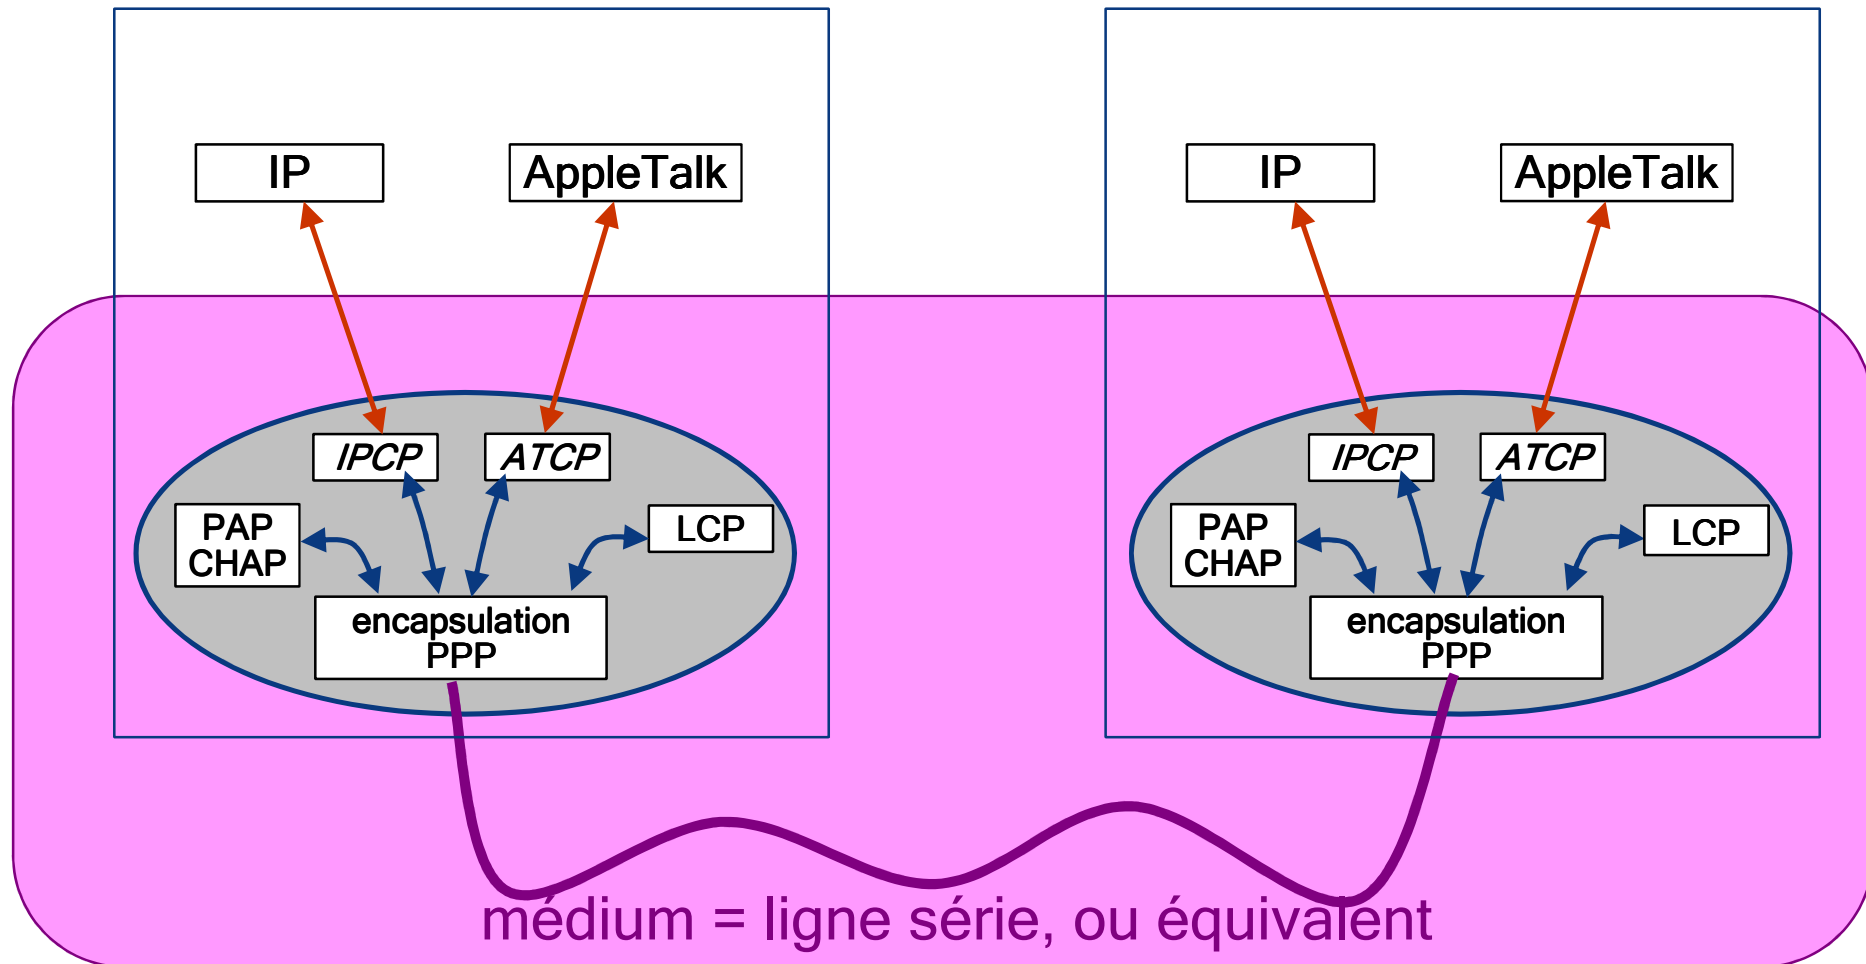 IP
AppleTalk
IPCP
ATCP
PAP
CHAP
LCP
encapsulation
PPP
IP
AppleTalk
IPCP
ATCP
PAP
CHAP
LCP
encapsulation
PPP
médium = ligne série, ou équivalent